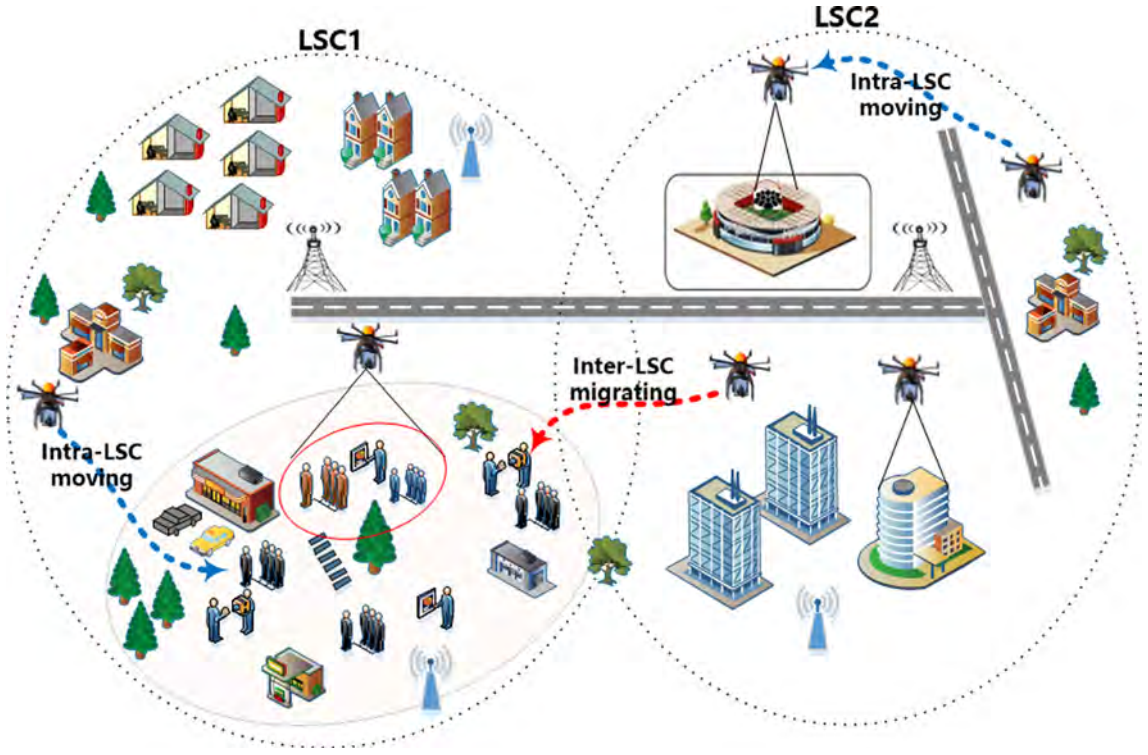 LSC1
LSC2
Intra-LSC
moving
Inter-LSC
migrating
Intra-LSC
moving